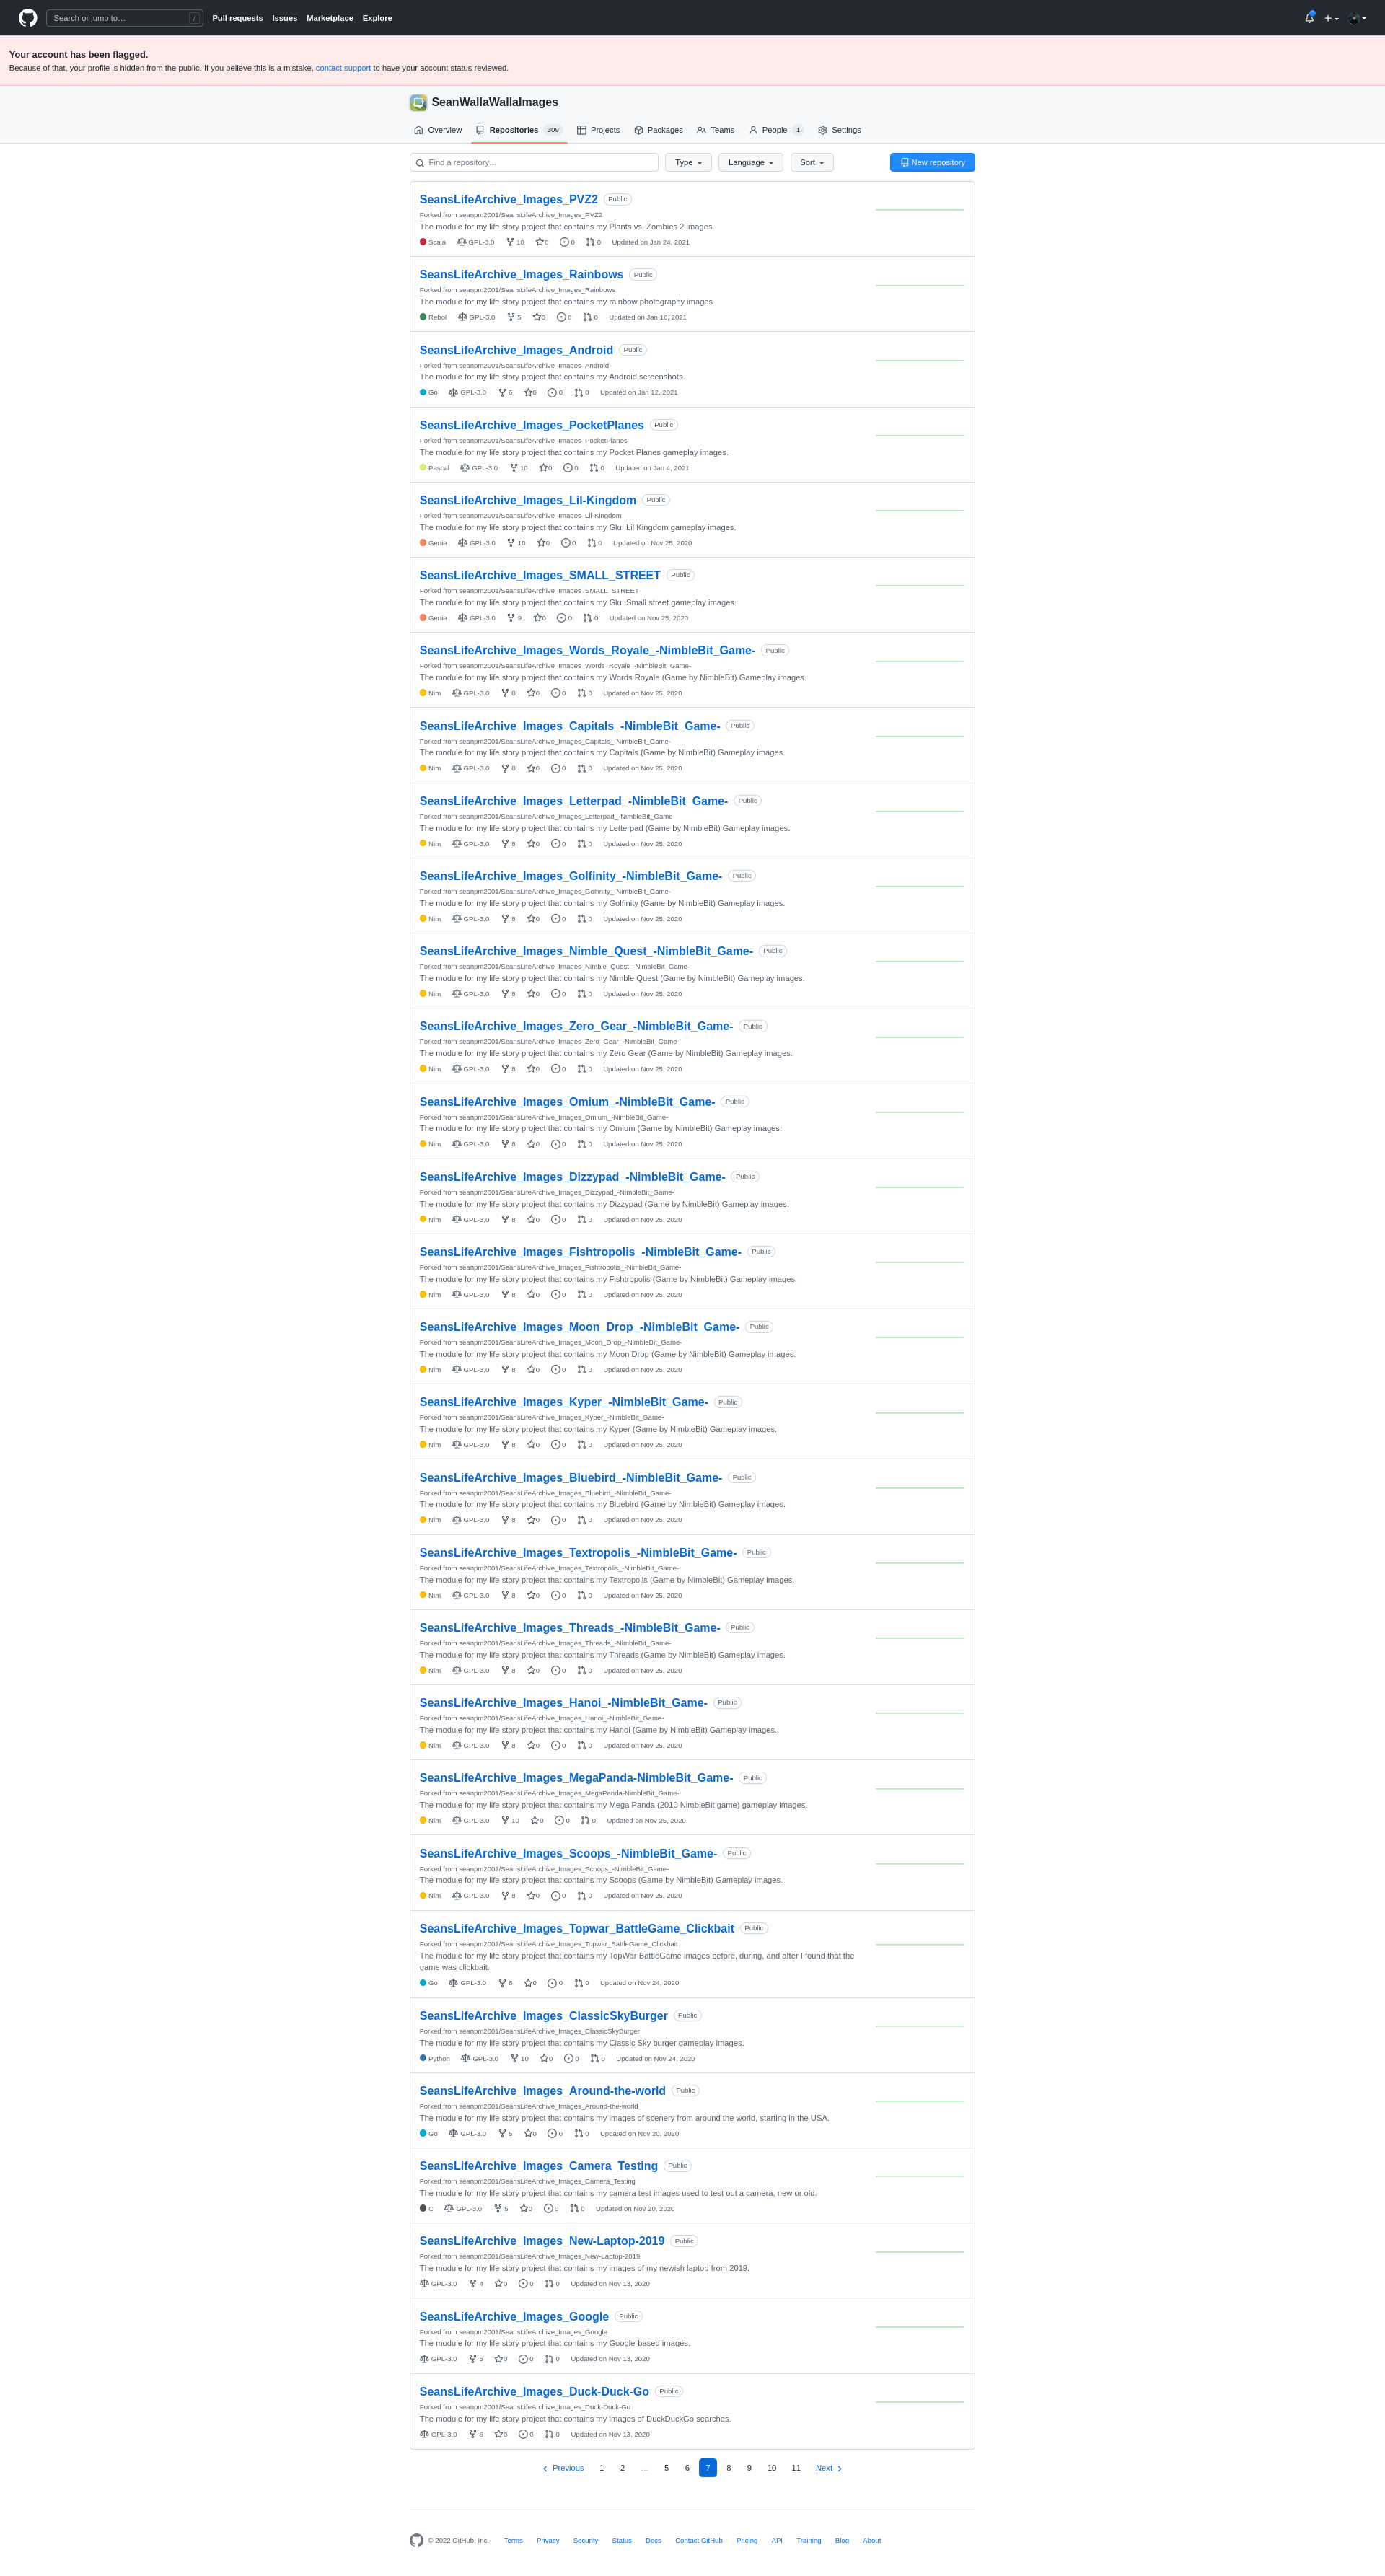 Search or jump to… /
Pull requests Issues Marketplace Explore
Your account has been flagged.
Because of that, your profile is hidden from the public. If you believe this is a mistake, contact support to have your account status reviewed.
SeanWallaWallaImages
Overview Repositories 309 Projects Packages Teams People 1 Settings
Find a repository… Type Language Sort New repository
SeansLifeArchive_Images_PVZ2 Public
Forked from seanpm2001/SeansLifeArchive_Images_PVZ2
The module for my life story project that contains my Plants vs. Zombies 2 images.
Scala GPL-3.0 10 0 0 0 Updated on Jan 24, 2021
SeansLifeArchive_Images_Rainbows Public
Forked from seanpm2001/SeansLifeArchive_Images_Rainbows
The module for my life story project that contains my rainbow photography images.
Rebol GPL-3.0 5 0 0 0 Updated on Jan 16, 2021
SeansLifeArchive_Images_Android Public
Forked from seanpm2001/SeansLifeArchive_Images_Android
The module for my life story project that contains my Android screenshots.
Go GPL-3.0 6 0 0 0 Updated on Jan 12, 2021
SeansLifeArchive_Images_PocketPlanes Public
Forked from seanpm2001/SeansLifeArchive_Images_PocketPlanes
The module for my life story project that contains my Pocket Planes gameplay images.
Pascal GPL-3.0 10 0 0 0 Updated on Jan 4, 2021
SeansLifeArchive_Images_Lil-Kingdom Public
Forked from seanpm2001/SeansLifeArchive_Images_Lil-Kingdom
The module for my life story project that contains my Glu: Lil Kingdom gameplay images.
Genie GPL-3.0 10 0 0 0 Updated on Nov 25, 2020
SeansLifeArchive_Images_SMALL_STREET Public
Forked from seanpm2001/SeansLifeArchive_Images_SMALL_STREET
The module for my life story project that contains my Glu: Small street gameplay images.
Genie GPL-3.0 9 0 0 0 Updated on Nov 25, 2020
SeansLifeArchive_Images_Words_Royale_-NimbleBit_Game- Public
Forked from seanpm2001/SeansLifeArchive_Images_Words_Royale_-NimbleBit_Game-
The module for my life story project that contains my Words Royale (Game by NimbleBit) Gameplay images.
Nim GPL-3.0 8 0 0 0 Updated on Nov 25, 2020
SeansLifeArchive_Images_Capitals_-NimbleBit_Game- Public
Forked from seanpm2001/SeansLifeArchive_Images_Capitals_-NimbleBit_Game-
The module for my life story project that contains my Capitals (Game by NimbleBit) Gameplay images.
Nim GPL-3.0 8 0 0 0 Updated on Nov 25, 2020
SeansLifeArchive_Images_Letterpad_-NimbleBit_Game- Public
Forked from seanpm2001/SeansLifeArchive_Images_Letterpad_-NimbleBit_Game-
The module for my life story project that contains my Letterpad (Game by NimbleBit) Gameplay images.
Nim GPL-3.0 8 0 0 0 Updated on Nov 25, 2020
SeansLifeArchive_Images_Golfinity_-NimbleBit_Game- Public
Forked from seanpm2001/SeansLifeArchive_Images_Golfinity_-NimbleBit_Game-
The module for my life story project that contains my Golfinity (Game by NimbleBit) Gameplay images.
Nim GPL-3.0 8 0 0 0 Updated on Nov 25, 2020
SeansLifeArchive_Images_Nimble_Quest_-NimbleBit_Game- Public
Forked from seanpm2001/SeansLifeArchive_Images_Nimble_Quest_-NimbleBit_Game-
The module for my life story project that contains my Nimble Quest (Game by NimbleBit) Gameplay images.
Nim GPL-3.0 8 0 0 0 Updated on Nov 25, 2020
SeansLifeArchive_Images_Zero_Gear_-NimbleBit_Game- Public
Forked from seanpm2001/SeansLifeArchive_Images_Zero_Gear_-NimbleBit_Game-
The module for my life story project that contains my Zero Gear (Game by NimbleBit) Gameplay images.
Nim GPL-3.0 8 0 0 0 Updated on Nov 25, 2020
SeansLifeArchive_Images_Omium_-NimbleBit_Game- Public
Forked from seanpm2001/SeansLifeArchive_Images_Omium_-NimbleBit_Game-
The module for my life story project that contains my Omium (Game by NimbleBit) Gameplay images.
Nim GPL-3.0 8 0 0 0 Updated on Nov 25, 2020
SeansLifeArchive_Images_Dizzypad_-NimbleBit_Game- Public
Forked from seanpm2001/SeansLifeArchive_Images_Dizzypad_-NimbleBit_Game-
The module for my life story project that contains my Dizzypad (Game by NimbleBit) Gameplay images.
Nim GPL-3.0 8 0 0 0 Updated on Nov 25, 2020
SeansLifeArchive_Images_Fishtropolis_-NimbleBit_Game- Public
Forked from seanpm2001/SeansLifeArchive_Images_Fishtropolis_-NimbleBit_Game-
The module for my life story project that contains my Fishtropolis (Game by NimbleBit) Gameplay images.
Nim GPL-3.0 8 0 0 0 Updated on Nov 25, 2020
SeansLifeArchive_Images_Moon_Drop_-NimbleBit_Game- Public
Forked from seanpm2001/SeansLifeArchive_Images_Moon_Drop_-NimbleBit_Game-
The module for my life story project that contains my Moon Drop (Game by NimbleBit) Gameplay images.
Nim GPL-3.0 8 0 0 0 Updated on Nov 25, 2020
SeansLifeArchive_Images_Kyper_-NimbleBit_Game- Public
Forked from seanpm2001/SeansLifeArchive_Images_Kyper_-NimbleBit_Game-
The module for my life story project that contains my Kyper (Game by NimbleBit) Gameplay images.
Nim GPL-3.0 8 0 0 0 Updated on Nov 25, 2020
SeansLifeArchive_Images_Bluebird_-NimbleBit_Game- Public
Forked from seanpm2001/SeansLifeArchive_Images_Bluebird_-NimbleBit_Game-
The module for my life story project that contains my Bluebird (Game by NimbleBit) Gameplay images.
Nim GPL-3.0 8 0 0 0 Updated on Nov 25, 2020
SeansLifeArchive_Images_Textropolis_-NimbleBit_Game- Public
Forked from seanpm2001/SeansLifeArchive_Images_Textropolis_-NimbleBit_Game-
The module for my life story project that contains my Textropolis (Game by NimbleBit) Gameplay images.
Nim GPL-3.0 8 0 0 0 Updated on Nov 25, 2020
SeansLifeArchive_Images_Threads_-NimbleBit_Game- Public
Forked from seanpm2001/SeansLifeArchive_Images_Threads_-NimbleBit_Game-
The module for my life story project that contains my Threads (Game by NimbleBit) Gameplay images.
Nim GPL-3.0 8 0 0 0 Updated on Nov 25, 2020
SeansLifeArchive_Images_Hanoi_-NimbleBit_Game- Public
Forked from seanpm2001/SeansLifeArchive_Images_Hanoi_-NimbleBit_Game-
The module for my life story project that contains my Hanoi (Game by NimbleBit) Gameplay images.
Nim GPL-3.0 8 0 0 0 Updated on Nov 25, 2020
SeansLifeArchive_Images_MegaPanda-NimbleBit_Game- Public
Forked from seanpm2001/SeansLifeArchive_Images_MegaPanda-NimbleBit_Game-
The module for my life story project that contains my Mega Panda (2010 NimbleBit game) gameplay images.
Nim GPL-3.0 10 0 0 0 Updated on Nov 25, 2020
SeansLifeArchive_Images_Scoops_-NimbleBit_Game- Public
Forked from seanpm2001/SeansLifeArchive_Images_Scoops_-NimbleBit_Game-
The module for my life story project that contains my Scoops (Game by NimbleBit) Gameplay images.
Nim GPL-3.0 8 0 0 0 Updated on Nov 25, 2020
SeansLifeArchive_Images_Topwar_BattleGame_Clickbait Public
Forked from seanpm2001/SeansLifeArchive_Images_Topwar_BattleGame_Clickbait
The module for my life story project that contains my TopWar BattleGame images before, during, and after I found that the
game was clickbait.
Go GPL-3.0 8 0 0 0 Updated on Nov 24, 2020
SeansLifeArchive_Images_ClassicSkyBurger Public
Forked from seanpm2001/SeansLifeArchive_Images_ClassicSkyBurger
The module for my life story project that contains my Classic Sky burger gameplay images.
Python GPL-3.0 10 0 0 0 Updated on Nov 24, 2020
SeansLifeArchive_Images_Around-the-world Public
Forked from seanpm2001/SeansLifeArchive_Images_Around-the-world
The module for my life story project that contains my images of scenery from around the world, starting in the USA.
Go GPL-3.0 5 0 0 0 Updated on Nov 20, 2020
SeansLifeArchive_Images_Camera_Testing Public
Forked from seanpm2001/SeansLifeArchive_Images_Camera_Testing
The module for my life story project that contains my camera test images used to test out a camera, new or old.
C GPL-3.0 5 0 0 0 Updated on Nov 20, 2020
SeansLifeArchive_Images_New-Laptop-2019 Public
Forked from seanpm2001/SeansLifeArchive_Images_New-Laptop-2019
The module for my life story project that contains my images of my newish laptop from 2019.
GPL-3.0 4 0 0 0 Updated on Nov 13, 2020
SeansLifeArchive_Images_Google Public
Forked from seanpm2001/SeansLifeArchive_Images_Google
The module for my life story project that contains my Google-based images.
GPL-3.0 5 0 0 0 Updated on Nov 13, 2020
SeansLifeArchive_Images_Duck-Duck-Go Public
Forked from seanpm2001/SeansLifeArchive_Images_Duck-Duck-Go
The module for my life story project that contains my images of DuckDuckGo searches.
GPL-3.0 6 0 0 0 Updated on Nov 13, 2020
Previous 1 2 … 5 6 7 8 9 10 11 Next
© 2022 GitHub, Inc. Terms Privacy Security Status Docs Contact GitHub Pricing API Training Blog About